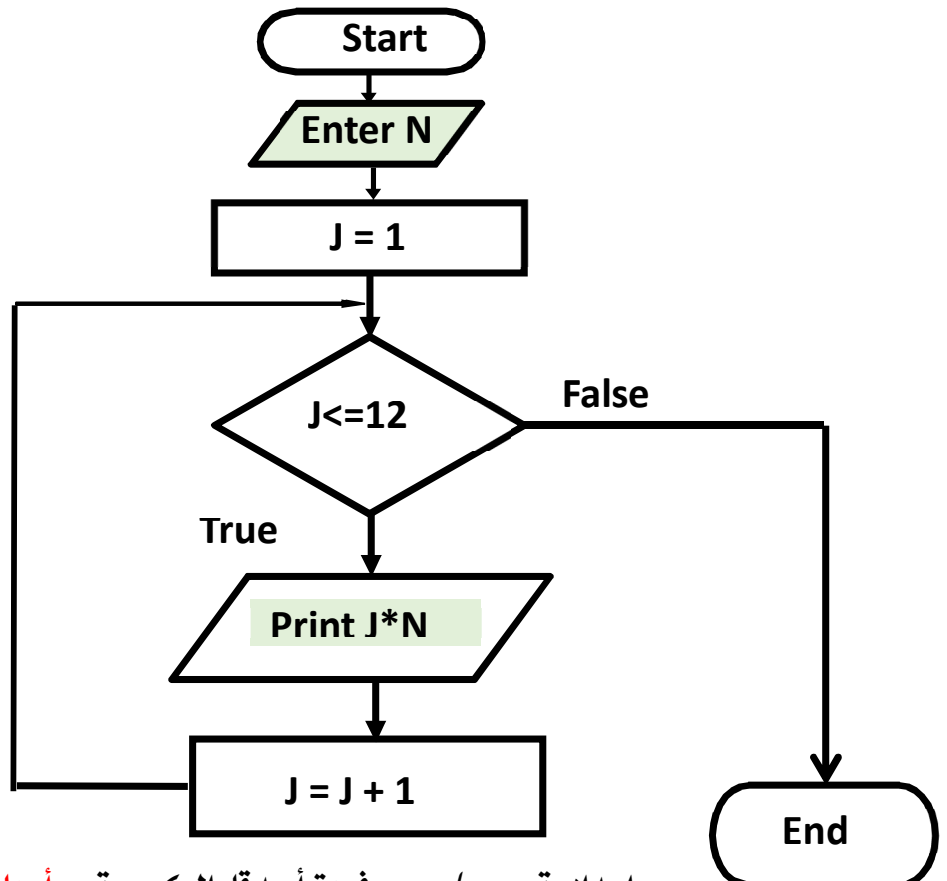 Start
Enter N
J = 1
J<=12
False
True
Print J*N
J = J + 1
End